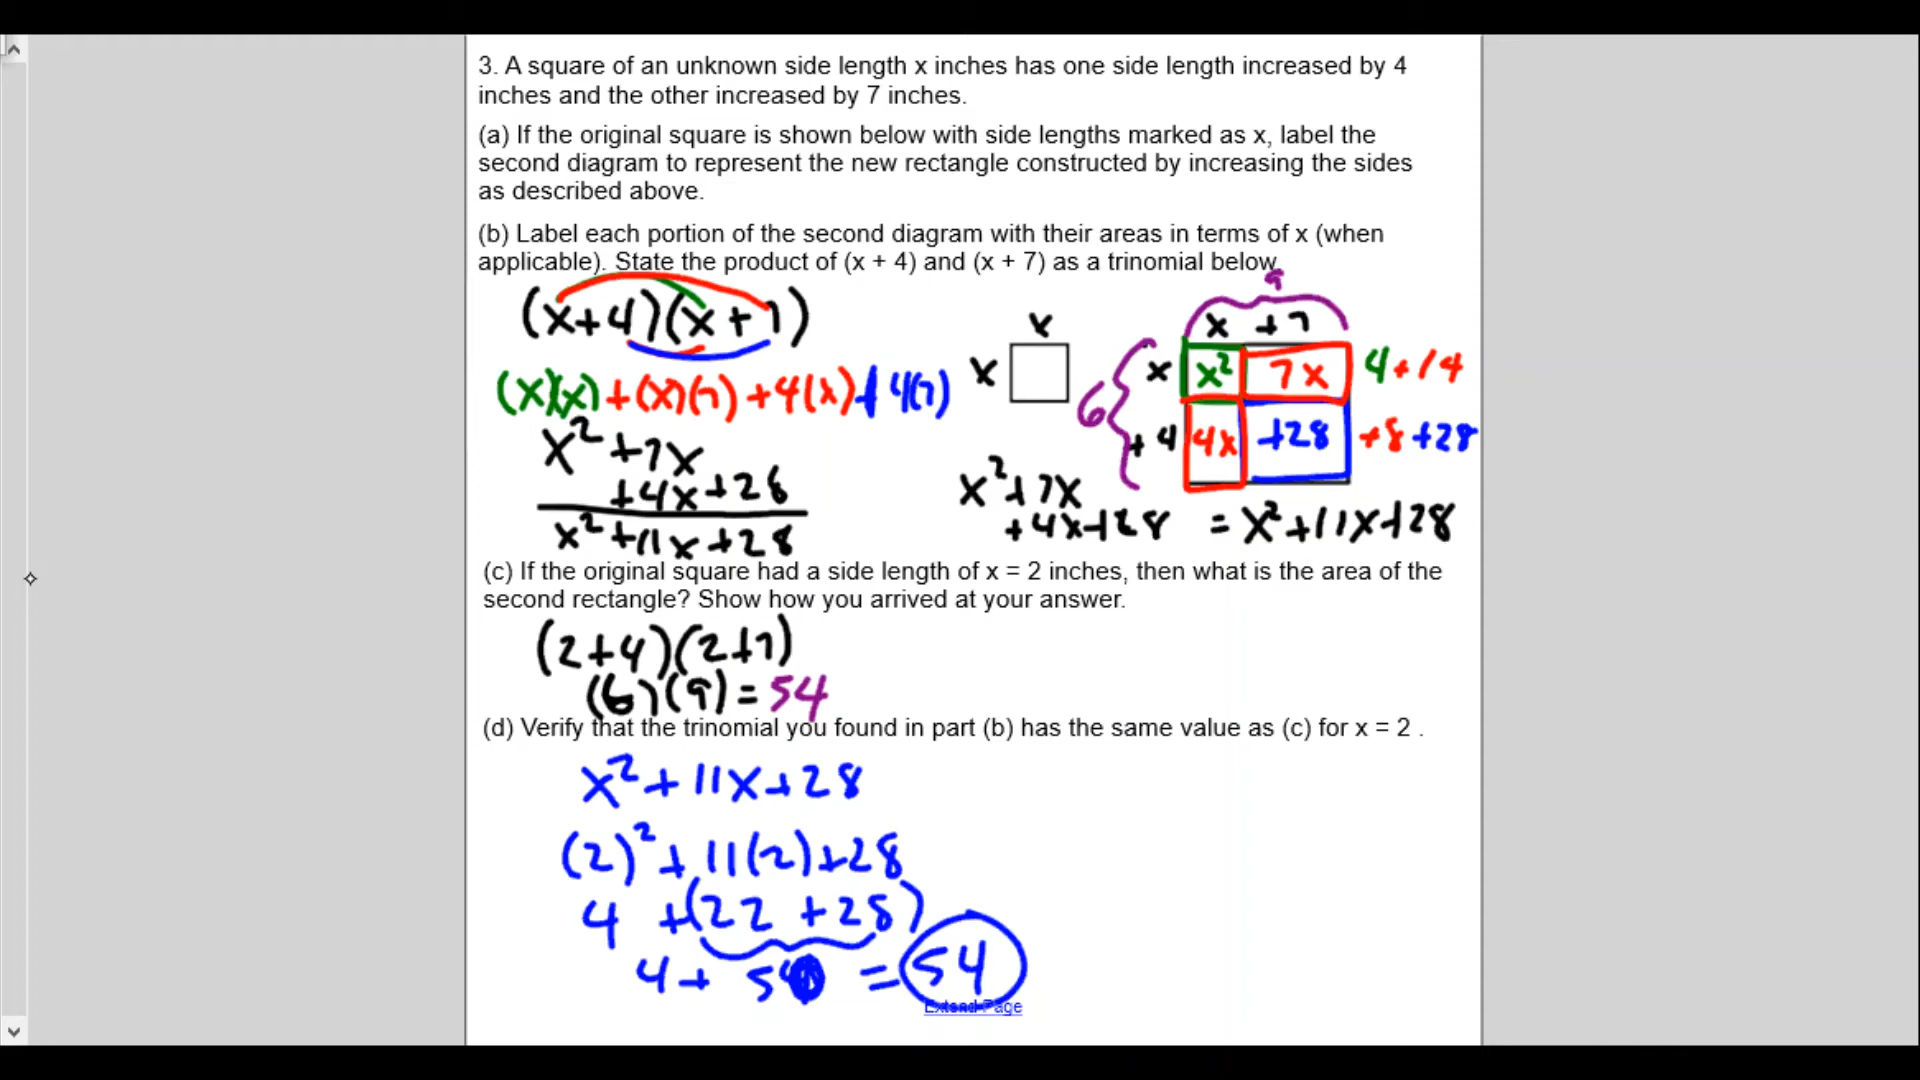 3. A square of an unknown side length x inches has one side length increased by 4
inches and the other increased by 7 inches.
(a) If the original square is shown below with side lengths marked as x, label the
second diagram to represent the new rectangle constructed by increasing the sides
as described above.
(b) Label each portion of the second diagram with their areas in terms of x (when
applicable). State the product of (x + 4) and (x + 7) as a trinomial below.
(x+4)(x+7)
(x)(x)+(x)(7)+4(x)+4(7)
x²+7x
+4x+28
x²+11x+28
x
x
9
x +7
6
x x² 7x 4+14
+4 4x +28 +8+28
x²+7x
+4x+28 = x²+11x+28
(c) If the original square had a side length of x = 2 inches, then what is the area of the
second rectangle? Show how you arrived at your answer.
(2+4)(2+7)
(6)(9)=54
(d) Verify that the trinomial you found in part (b) has the same value as (c) for x = 2 .
x²+11x+28
(2)²+11(2)+28
4 +(22 +28)
4+ = 54
Extend Page